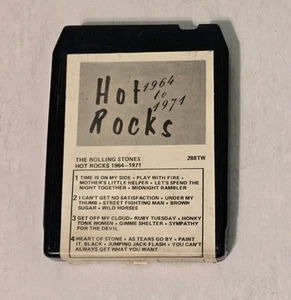 Hot 1964
to
Rocks 1971
THE ROLLING STONES 288TW
HOT ROCKS 1964-1971
1 TIME IS ON MY SIDE • PLAY WITH FIRE •
MOTHER'S LITTLE HELPER • LET'S SPEND THE
NIGHT TOGETHER • MIDNIGHT RAMBLER
2 I CAN'T GET NO SATISFACTION • UNDER MY
THUMB • STREET FIGHTING MAN • BROWN
SUGAR • WILD HORSES
3 GET OFF MY CLOUD • RUBY TUESDAY • HONKY
TONK WOMEN • GIMME SHELTER • SYMPATHY
FOR THE DEVIL
4 HEART OF STONE • AS TEARS GO BY • PAINT
IT, BLACK • JUMPING JACK FLASH • YOU CAN'T
ALWAYS GET WHAT YOU WANT